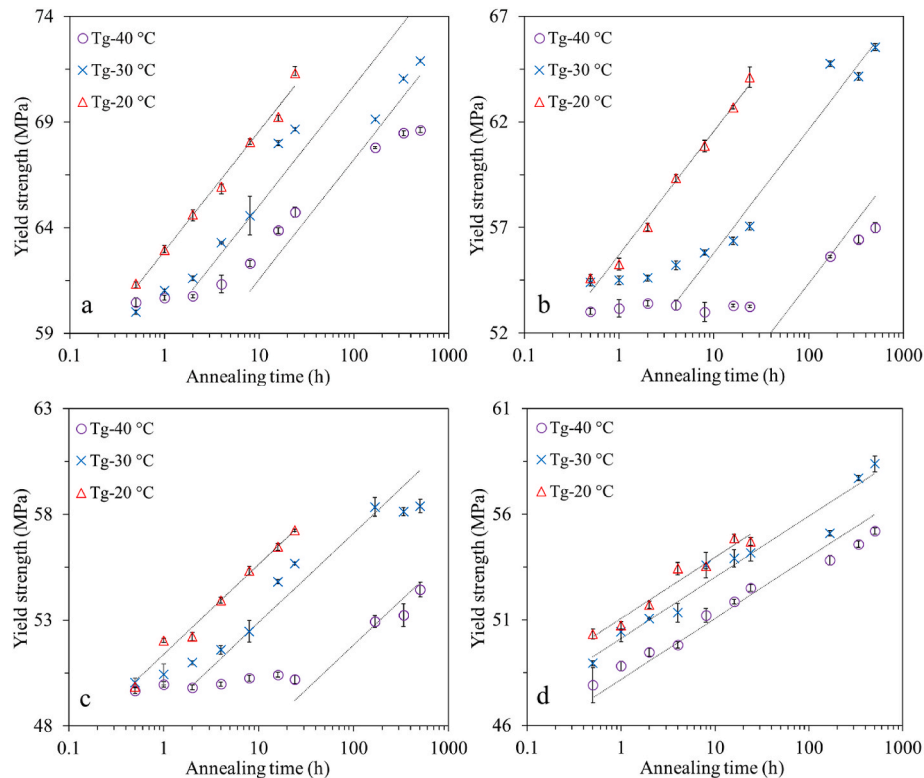 74
69
64
59
Yield strength (MPa)
Tg-40 °C
Tg-30 °C
Tg-20 °C
a
0.1 1 10 100 1000
Annealing time (h)
67
62
57
52
Yield strength (MPa)
Tg-40 °C
Tg-30 °C
Tg-20 °C
b
0.1 1 10 100 1000
Annealing time (h)
63
58
53
48
Yield strength (MPa)
Tg-40 °C
Tg-30 °C
Tg-20 °C
c
0.1 1 10 100 1000
Annealing time (h)
61
56
51
46
Yield strength (MPa)
Tg-40 °C
Tg-30 °C
Tg-20 °C
d
0.1 1 10 100 1000
Annealing time (h)